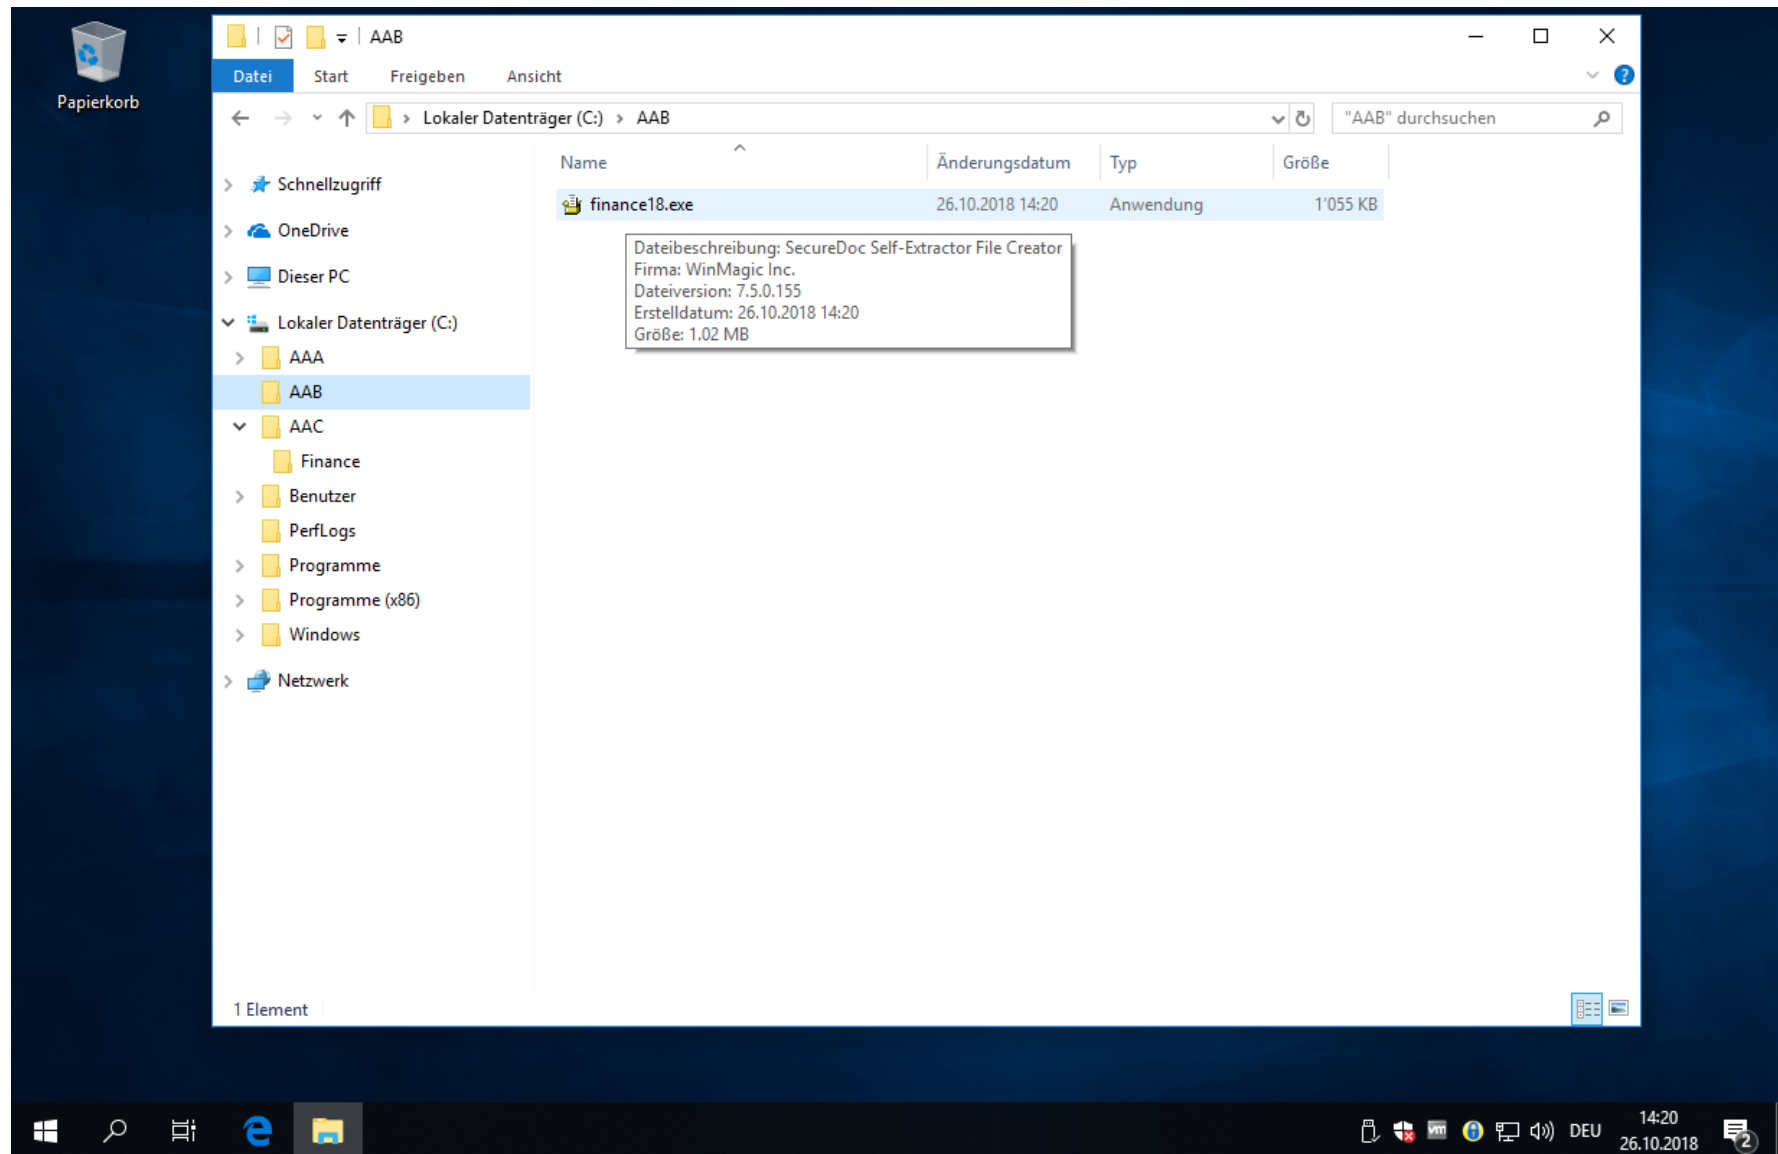 Papierkorb
AAB
Datei Start Freigeben Ansicht
Lokaler Datenträger (C:) AAB
"AAB" durchsuchen
Name Änderungsdatum Typ Größe
finance18.exe 26.10.2018 14:20 Anwendung 1'055 KB
Dateibeschreibung: SecureDoc Self-Extractor File Creator
Firma: WinMagic Inc.
Dateiversion: 7.5.0.155
Erstelldatum: 26.10.2018 14:20
Größe: 1.02 MB
Schnellzugriff
OneDrive
Dieser PC
Lokaler Datenträger (C:)
AAA
AAB
AAC
Finance
Benutzer
PerfLogs
Programme
Programme (x86)
Windows
Netzwerk
1 Element
vm
DEU
14:20
26.10.2018
2